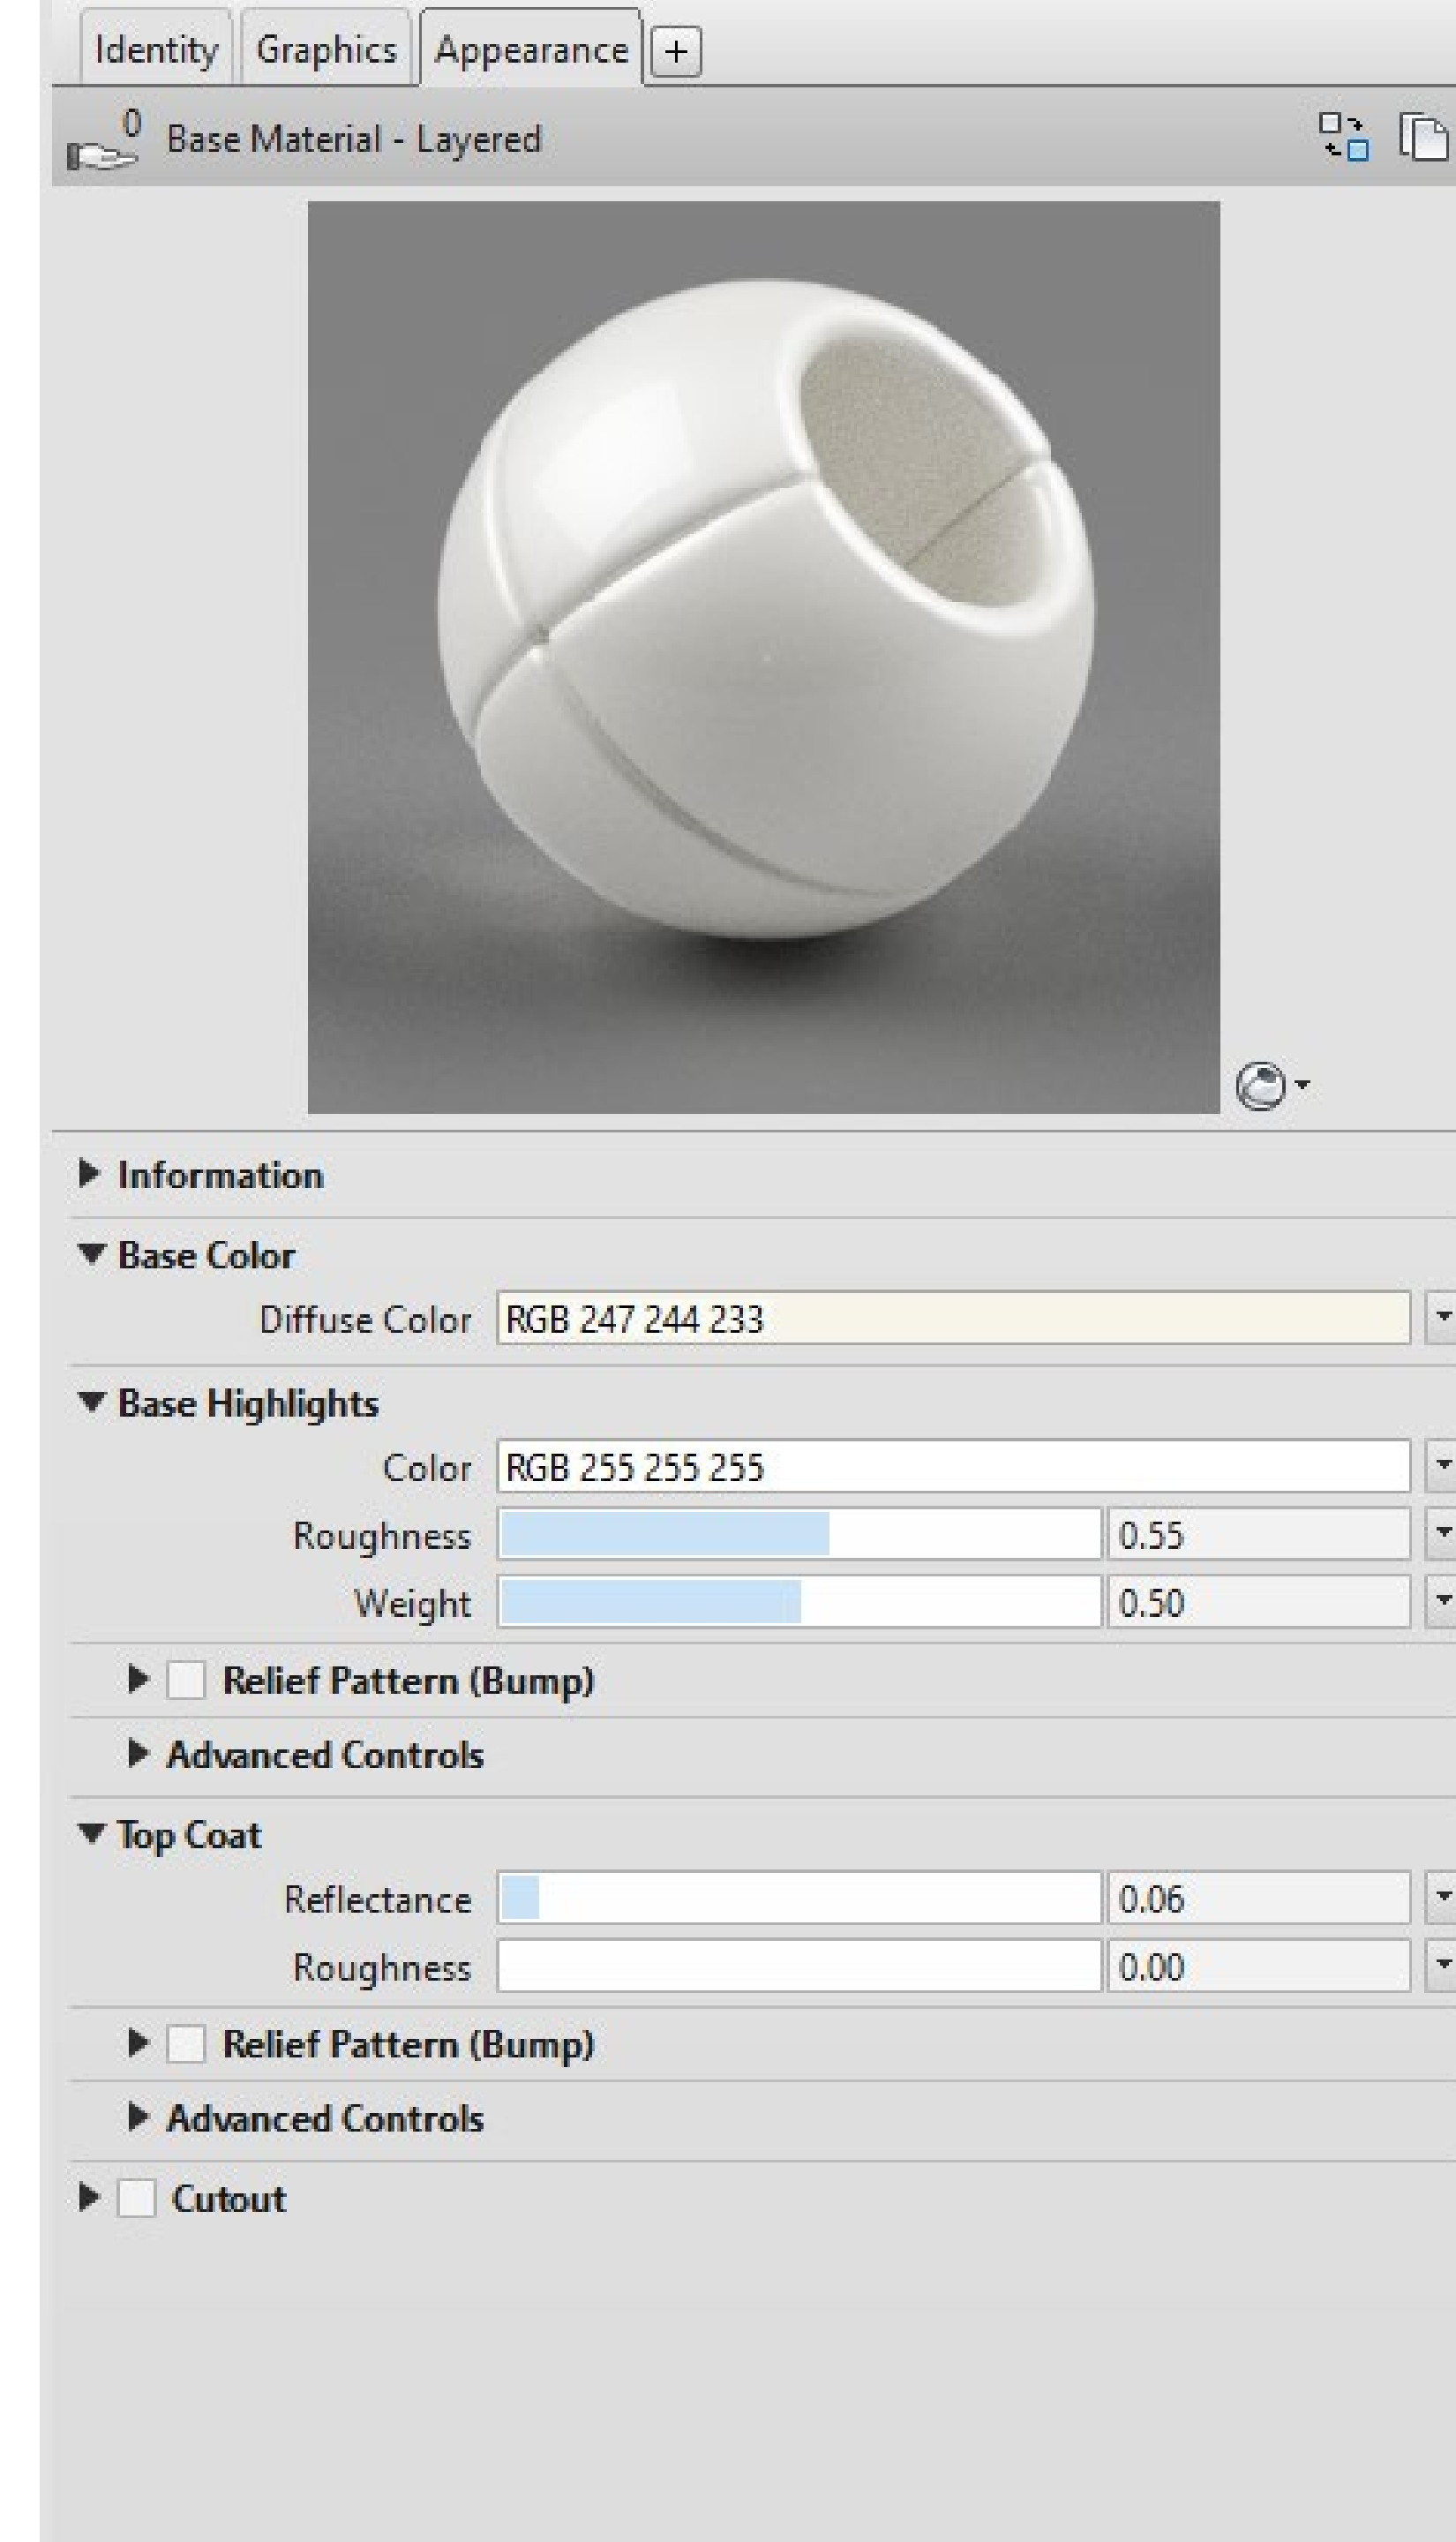 Identity Graphics Appearance +
0 Base Material - Layered
Information
Base Color
Diffuse Color RGB 247 244 233
Base Highlights
Color RGB 255 255 255
Roughness 0.55
Weight 0.50
Relief Pattern (Bump)
Advanced Controls
Top Coat
Reflectance 0.06
Roughness 0.00
Relief Pattern (Bump)
Advanced Controls
Cutout